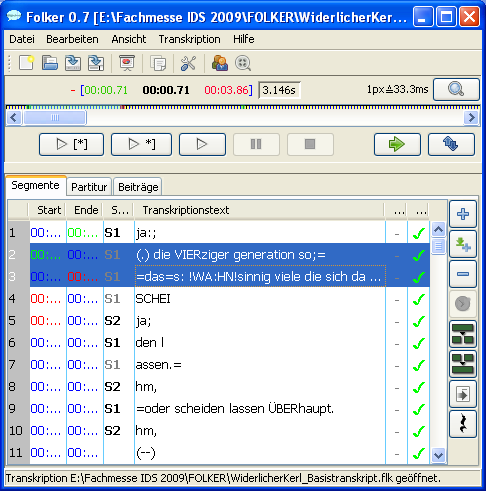 Folker 0.7 [E:\Fachmesse IDS 2009\FOLKER\WiderlicherKerl_...
Datei Bearbeiten Ansicht Transkription Hilfe
- [00:00.71 00:00.71 00:03.86] 3.146s 1px≙33.3ms
[*] *]
Segmente Partitur Beiträge
Start Ende S... Transkriptionstext ... ...
1 00:... 00:... S1 ja:; -
2 00:... 00:... S1 (.) die VIERziger generation so;= -
3 00:... 00:... S1 =das=s: !WA:HN!sinnig viele die sich da ... -
4 00:... 00:... S1 SCHEI -
5 00:... 00:... S2 ja; -
6 00:... 00:... S1 den l -
7 00:... 00:... S1 assen.= -
8 00:... 00:... S2 hm, -
9 00:... 00:... S1 =oder scheiden lassen ÜBERhaupt. -
10 00:... 00:... S2 hm, -
11 00:... 00:... (--) -
Transkription E:\Fachmesse IDS 2009\FOLKER\WiderlicherKerl_Basistranskript.flk geöffnet.